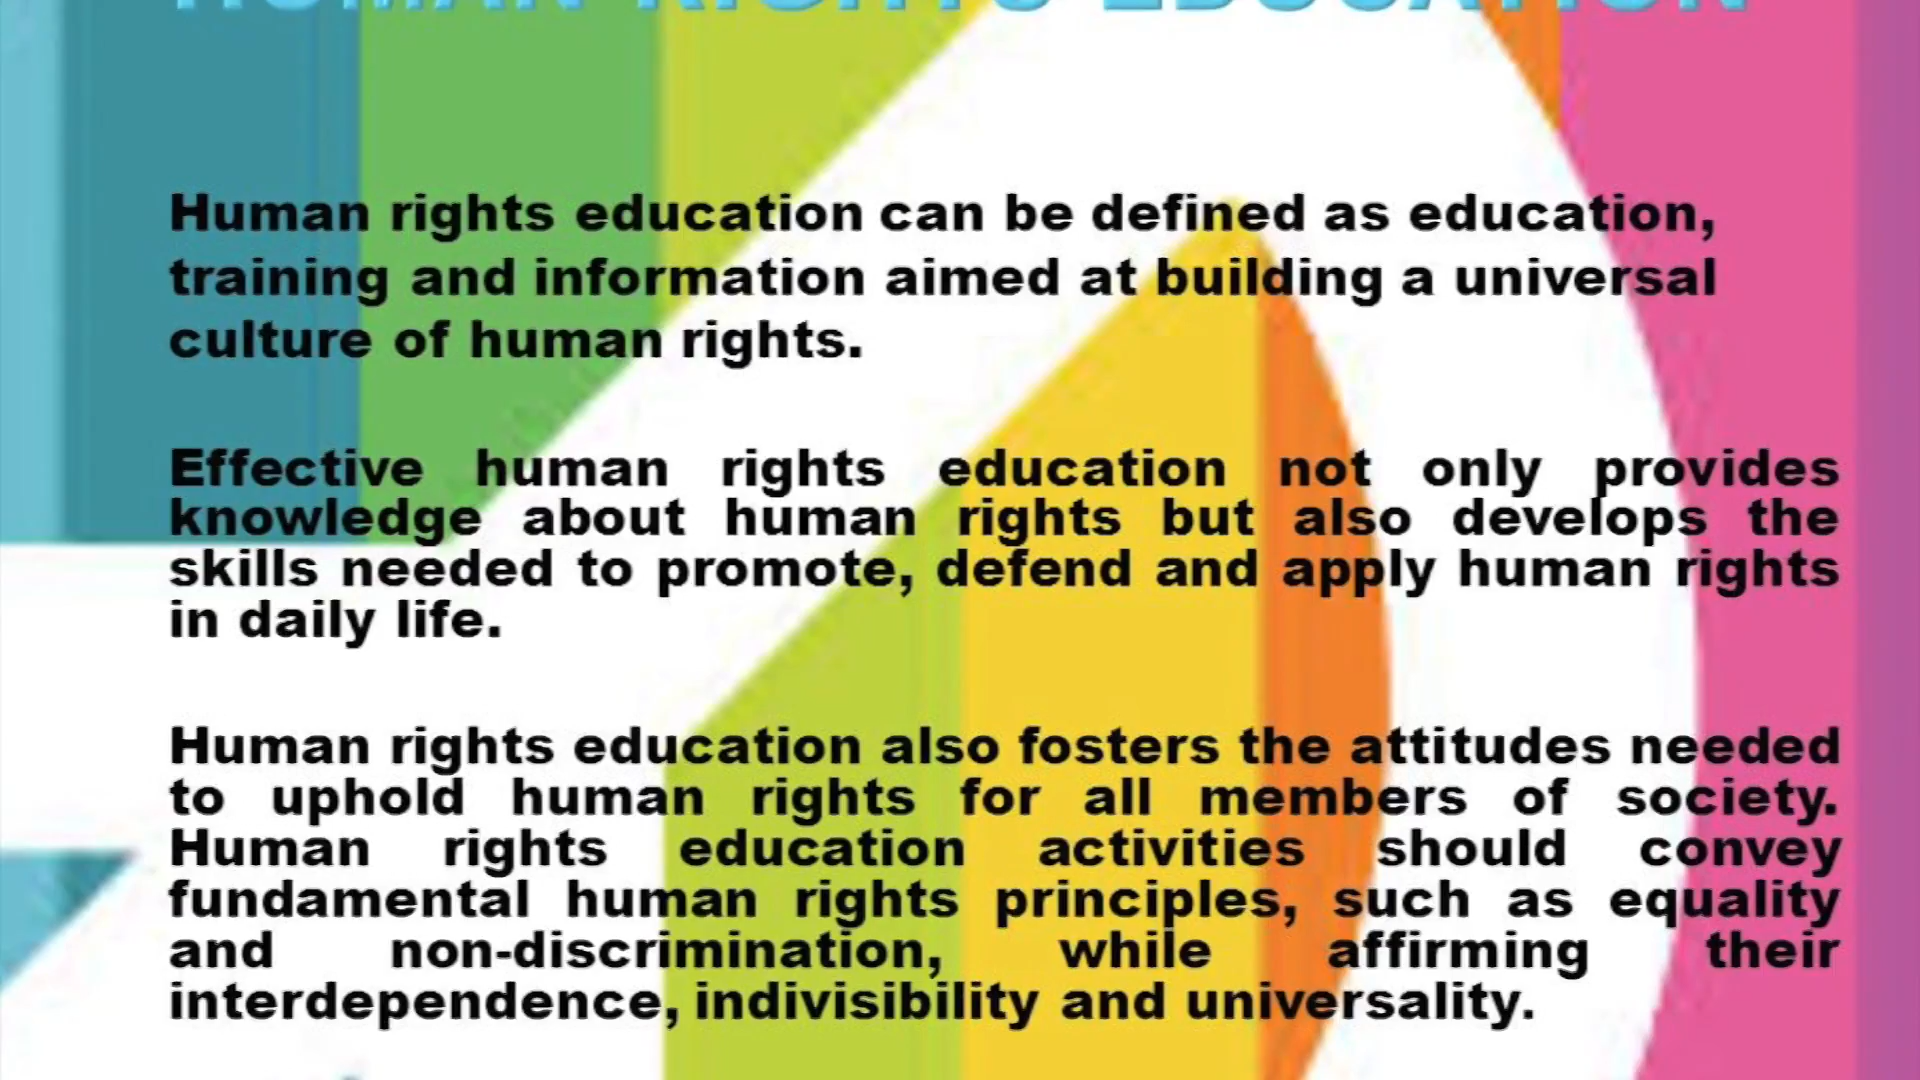 HUMAN RIGHTS EDUCATION
Human rights education can be defined as education,
training and information aimed at building a universal
culture of human rights.
Effective human rights education not only provides
knowledge about human rights but also develops the
skills needed to promote, defend and apply human rights
in daily life.
Human rights education also fosters the attitudes needed
to uphold human rights for all members of society.
Human rights education activities should convey
fundamental human rights principles, such as equality
and non-discrimination, while affirming their
interdependence, indivisibility and universality.